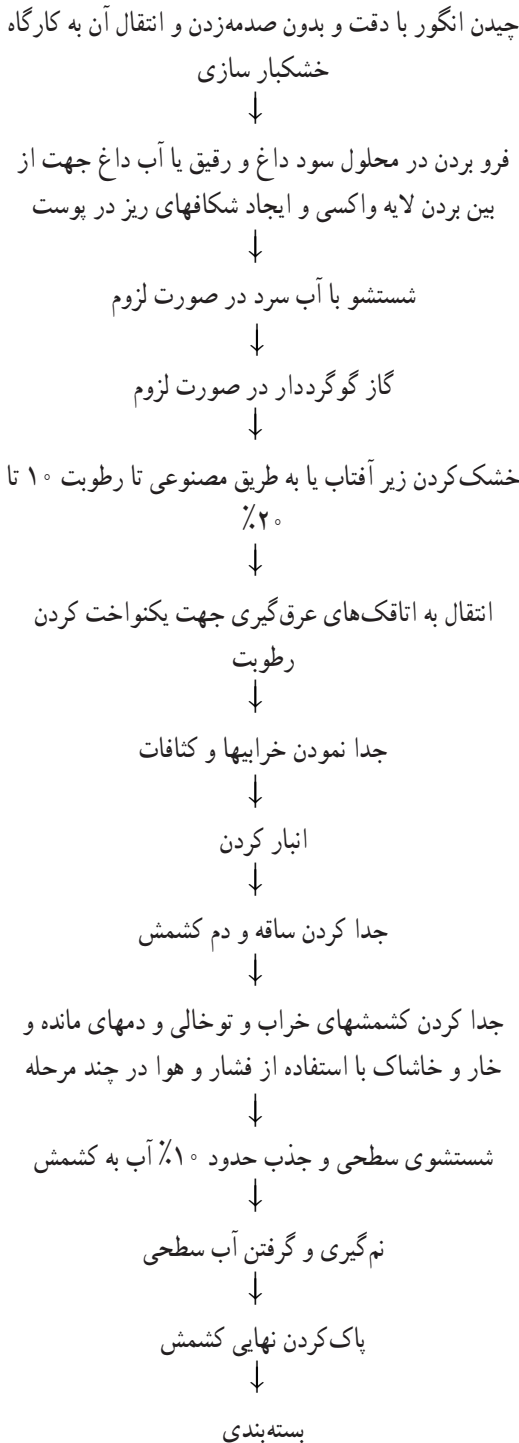 چیدن انگور با دقت و بدون صدمه‌زدن و انتقال آن به کارگاه
خشکبار سازی
↓
فرو بردن در محلول سود داغ و رقیق یا آب داغ جهت از
بین بردن لایه واکسی و ایجاد شکافهای ریز در پوست
↓
شستشو با آب سرد در صورت لزوم
↓
گاز گوگرددار در صورت لزوم
↓
خشک‌کردن زیر آفتاب یا به طریق مصنوعی تا رطوبت ۱۰ تا
۲۰٪
↓
انتقال به اتاقک‌های عرق‌گیری جهت یکنواخت کردن
رطوبت
↓
جدا نمودن خرابیها و کثافات
↓
انبار کردن
↓
جدا کردن ساقه و دم کشمش
↓
جدا کردن کشمشهای خراب و توخالی و دمهای مانده و
خار و خاشاک با استفاده از فشار و هوا در چند مرحله
↓
شستشوی سطحی و جذب حدود ۱۰٪ آب به کشمش
↓
نم‌گیری و گرفتن آب سطحی
↓
پاک‌کردن نهایی کشمش
↓
بسته‌بندی